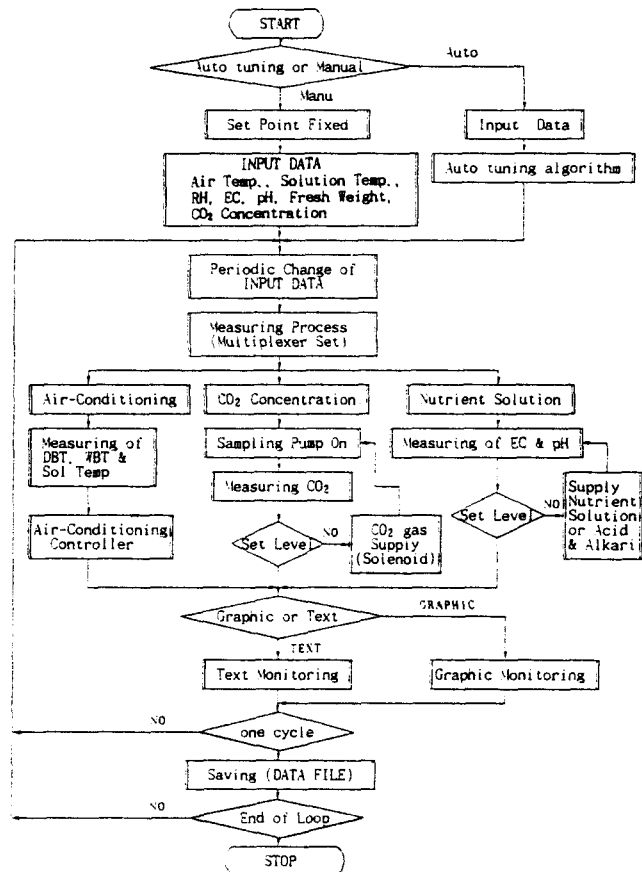 START
Auto tuning or Manual
Auto
Manu
Set Point Fixed
Input Data
INPUT DATA
Air Temp., Solution Temp.,
RH, EC, pH, Fresh Weight,
CO₂ Concentration
Auto tuning algorithm
Periodic Change of
INPUT DATA
Measuring Process
(Multiplexer Set)
Air-Conditioning
CO₂ Concentration
Nutrient Solution
Measuring of
DBT, WBT &
Sol Temp
Sampling Pump On
Measuring of EC & pH
Measuring CO₂
Air-Conditioning
Controller
Set Level
NO
CO₂ gas
Supply
(Solenoid)
Set Level
NO
Supply
Nutrient
Solution
or Acid
& Alkari
Graphic or Text
GRAPHIC
TEXT
Text Monitoring
Graphic Monitoring
NO
one cycle
Saving (DATA FILE)
NO
End of Loop
STOP